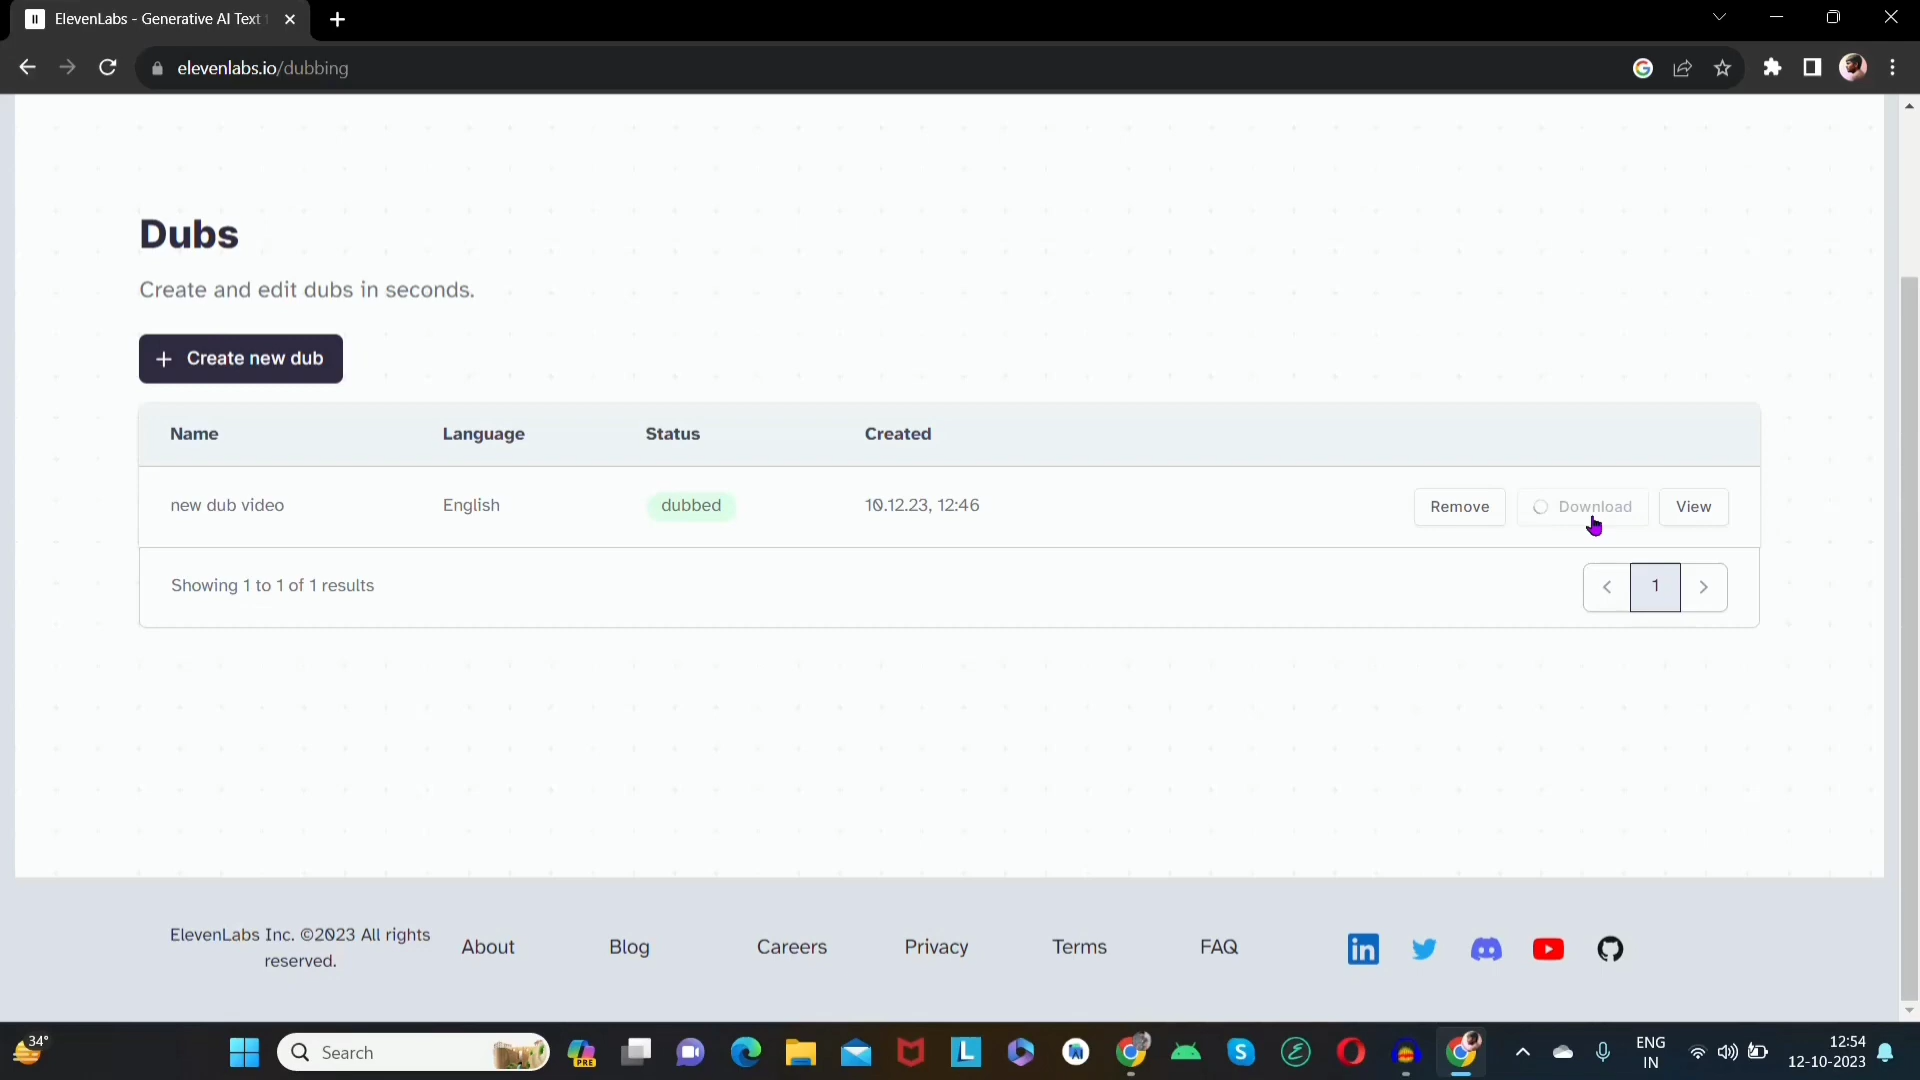 ElevenLabs - Generative AI Text
elevenlabs.io/dubbing
Dubs
Create and edit dubs in seconds.
+ Create new dub
Name Language Status Created
new dub video English dubbed 10.12.23, 12:46 Remove Download View
Showing 1 to 1 of 1 results
< 1 >
ElevenLabs Inc. ©2023 All rights
reserved.
About Blog Careers Privacy Terms FAQ
34°
Search
PRE
ENG
IN
12:54
12-10-2023